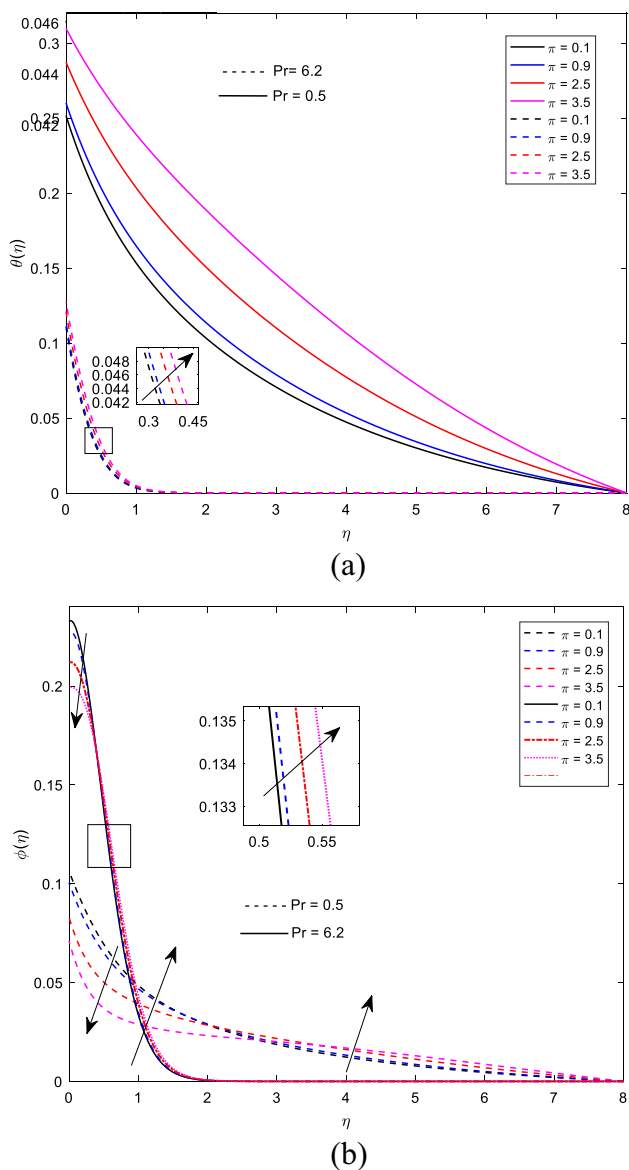 0.046
0.3
0.044
0.25
0.042
0.2
0.15
0.1
0.05
0
θ(η)
Pr= 6.2
Pr = 0.5
π = 0.1
π = 0.9
π = 2.5
π = 3.5
π = 0.1
π = 0.9
π = 2.5
π = 3.5
0.048
0.046
0.044
0.042
0.3 0.45
0 1 2 3 4 5 6 7 8
η
(a)
0.2
0.15
0.1
0.05
0
ϕ(η)
π = 0.1
π = 0.9
π = 2.5
π = 3.5
π = 0.1
π = 0.9
π = 2.5
π = 3.5
0.135
0.134
0.133
0.5 0.55
Pr = 0.5
Pr = 6.2
0 1 2 3 4 5 6 7 8
η
(b)